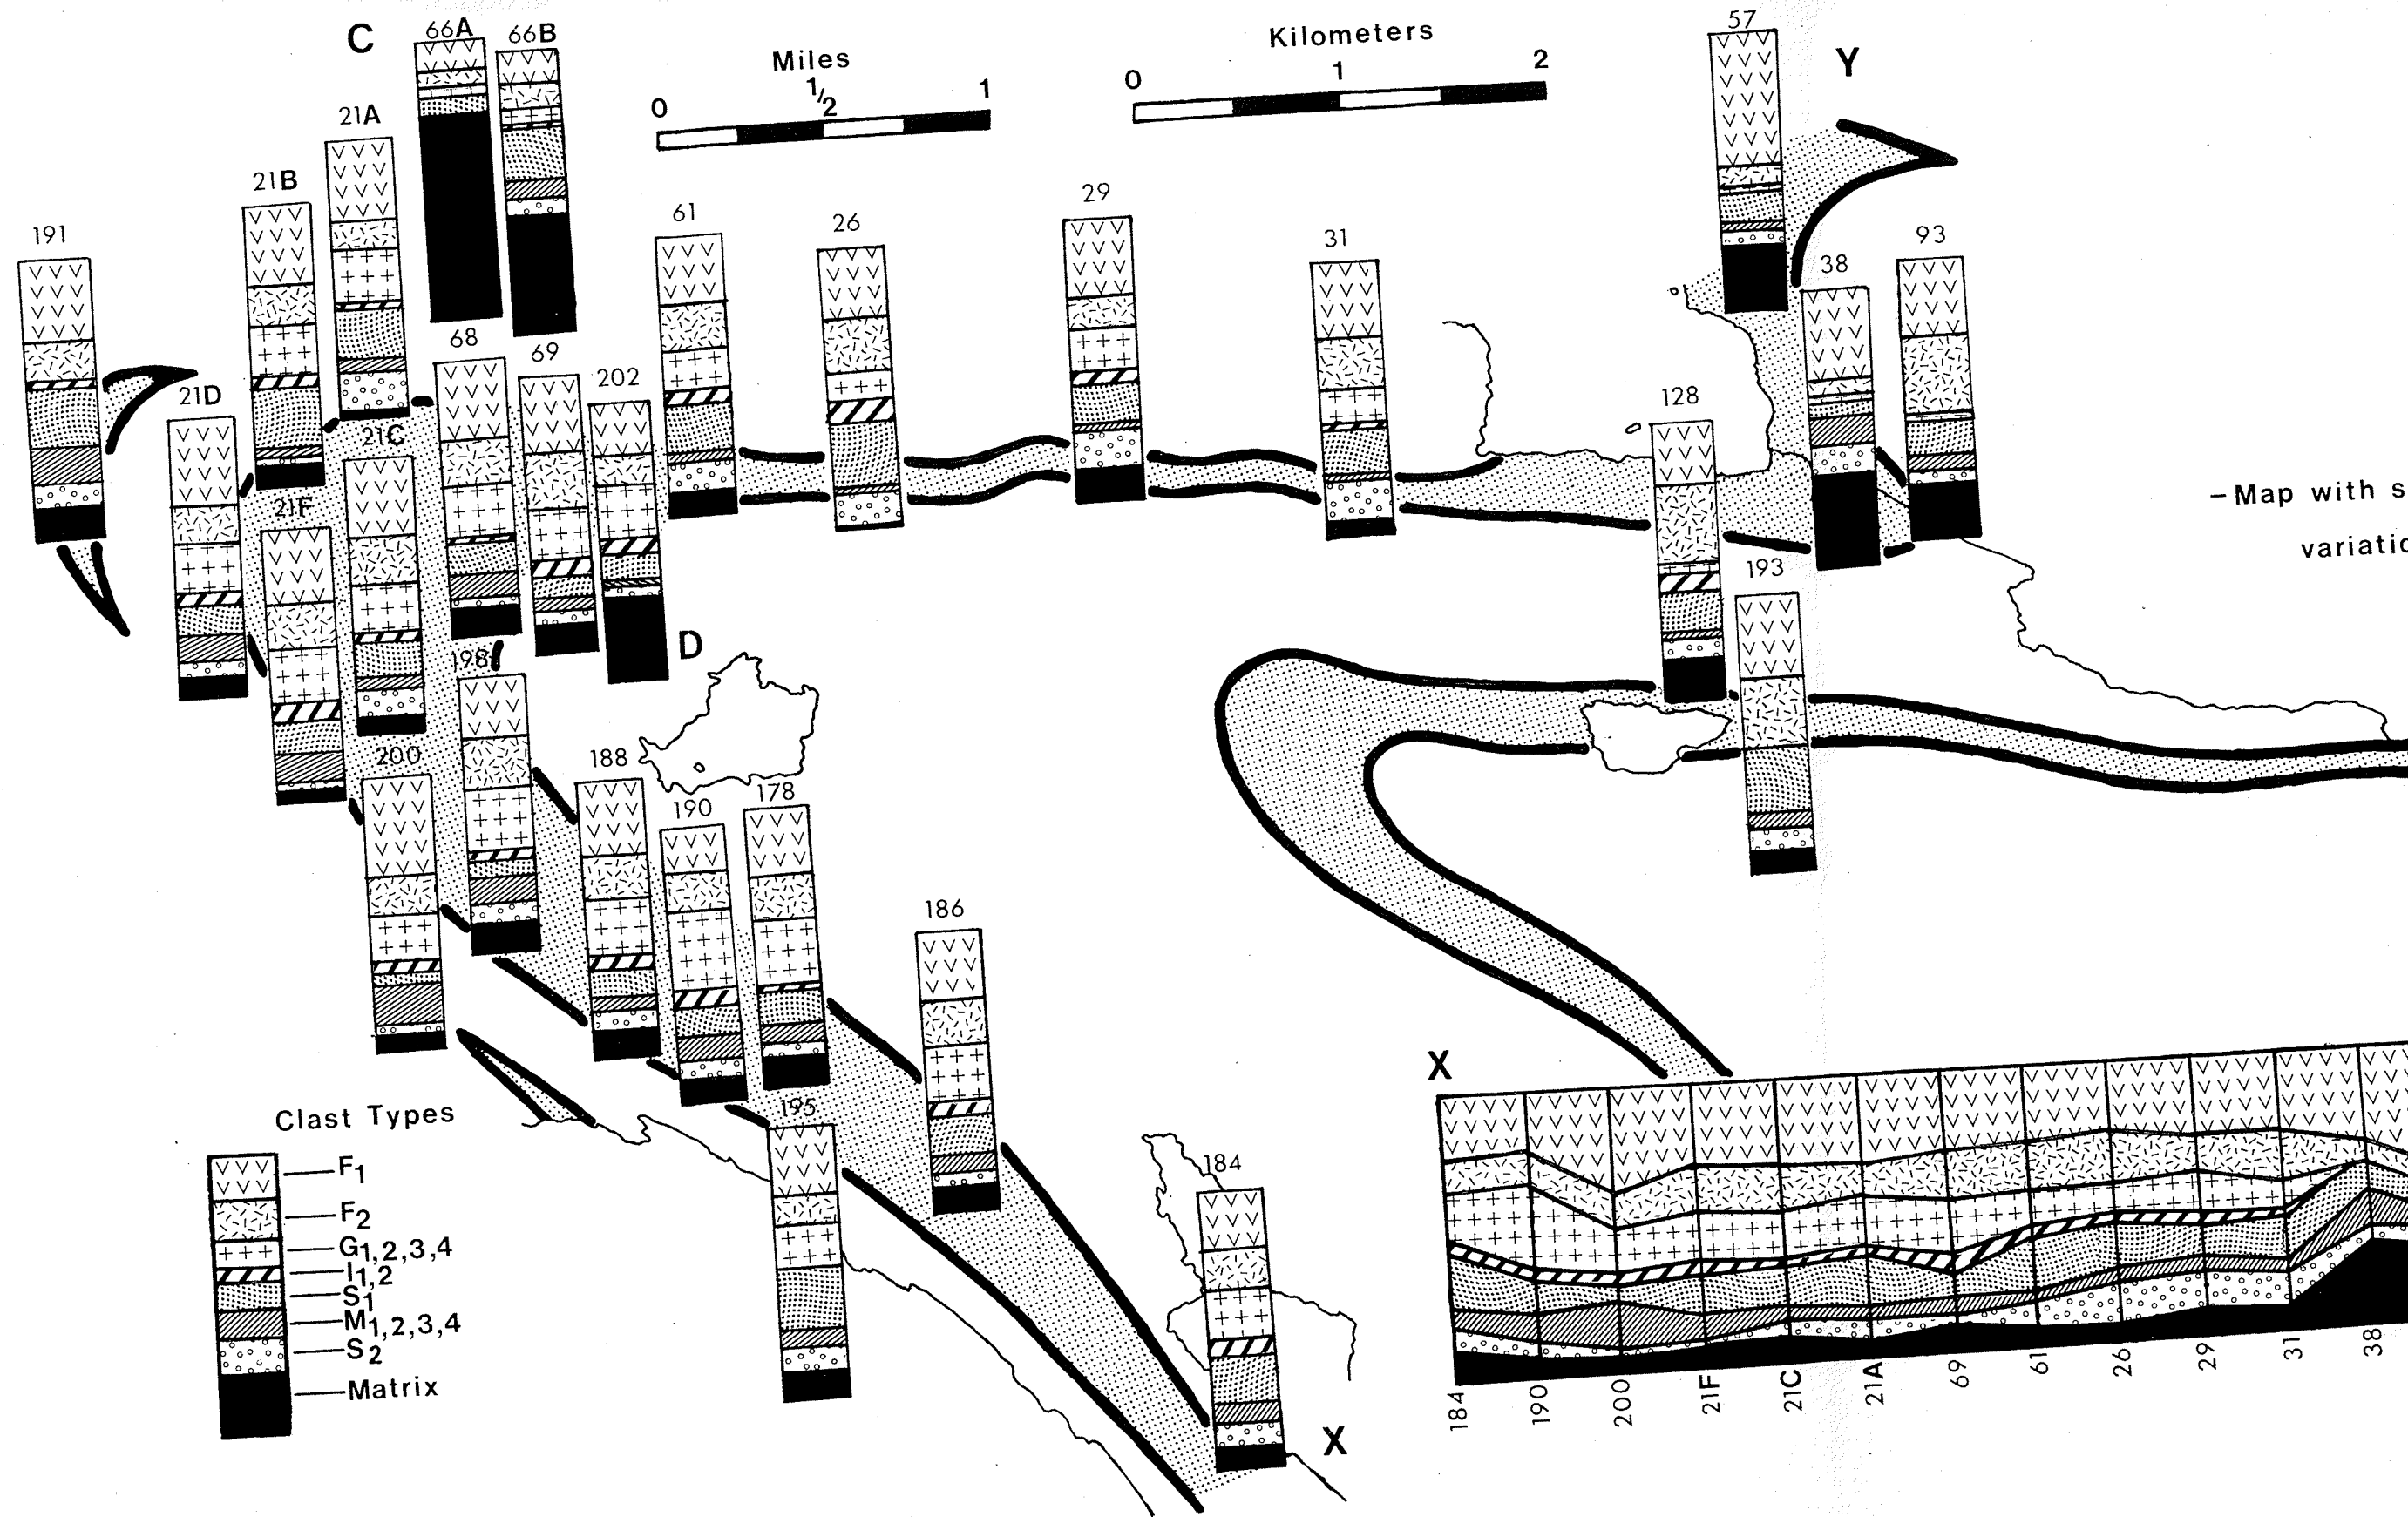 C
66A
66B
Miles
0
1/2
1
Kilometers
0
1
2
57
Y
21A
21B
191
61
26
29
31
38
93
21D
21C
68
69
202
128
21F
D
193
198
200
188
190
178
186
195
184
X
–Map with s
variatio
Clast Types
F1
F2
G1,2,3,4
I1,2
S1
M1,2,3,4
S2
Matrix
X
184
190
200
21F
21C
21A
69
61
26
29
31
38